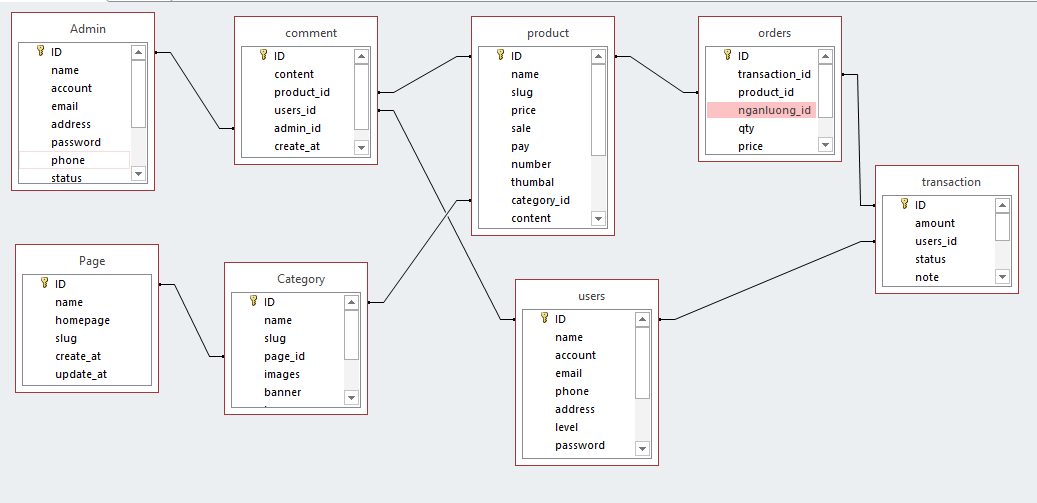 Admin
ID
name
account
email
address
password
phone
status
comment
ID
content
product_id
users_id
admin_id
create_at
product
ID
name
slug
price
sale
pay
number
thumbal
category_id
content
orders
ID
transaction_id
product_id
nganluong_id
qty
price
transaction
ID
amount
users_id
status
note
Page
ID
name
homepage
slug
create_at
update_at
Category
ID
name
slug
page_id
images
banner
users
ID
name
account
email
phone
address
level
password